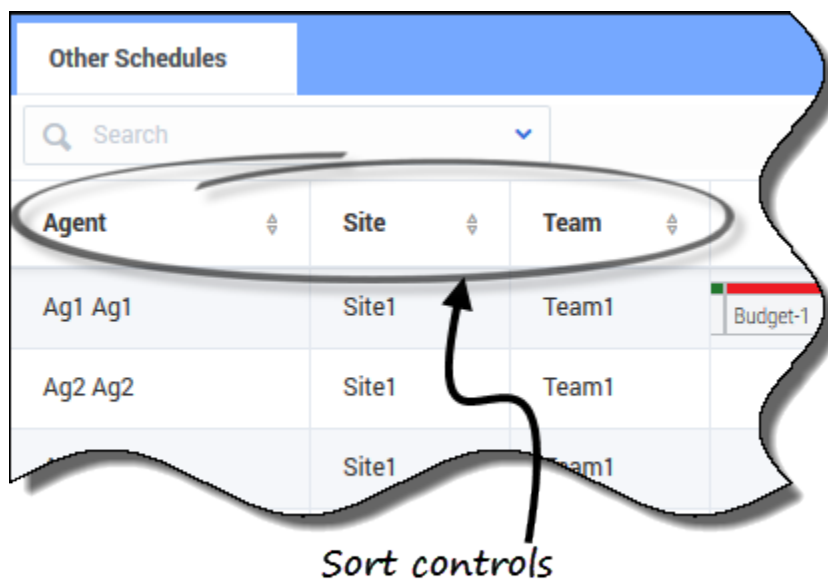 Other Schedules
Search
Agent Site Team
Ag1 Ag1 Site1 Team1 Budget-1
Ag2 Ag2 Site1 Team1
Site1 Team1
Sort controls